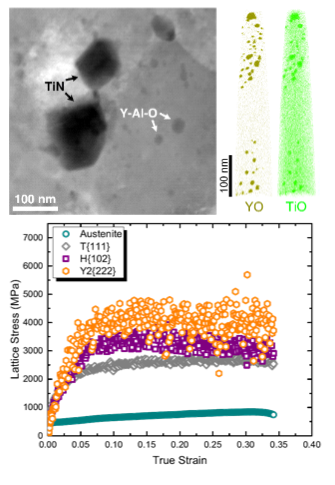 TiN
Y-Al-O
100 nm
100 nm
YO
TiO
Austenite
T{111}
H{102}
Y2{222}
7000
6000
5000
4000
3000
2000
1000
0
Lattice Stress (MPa)
0.00 0.05 0.10 0.15 0.20 0.25 0.30 0.35 0.40
True Strain